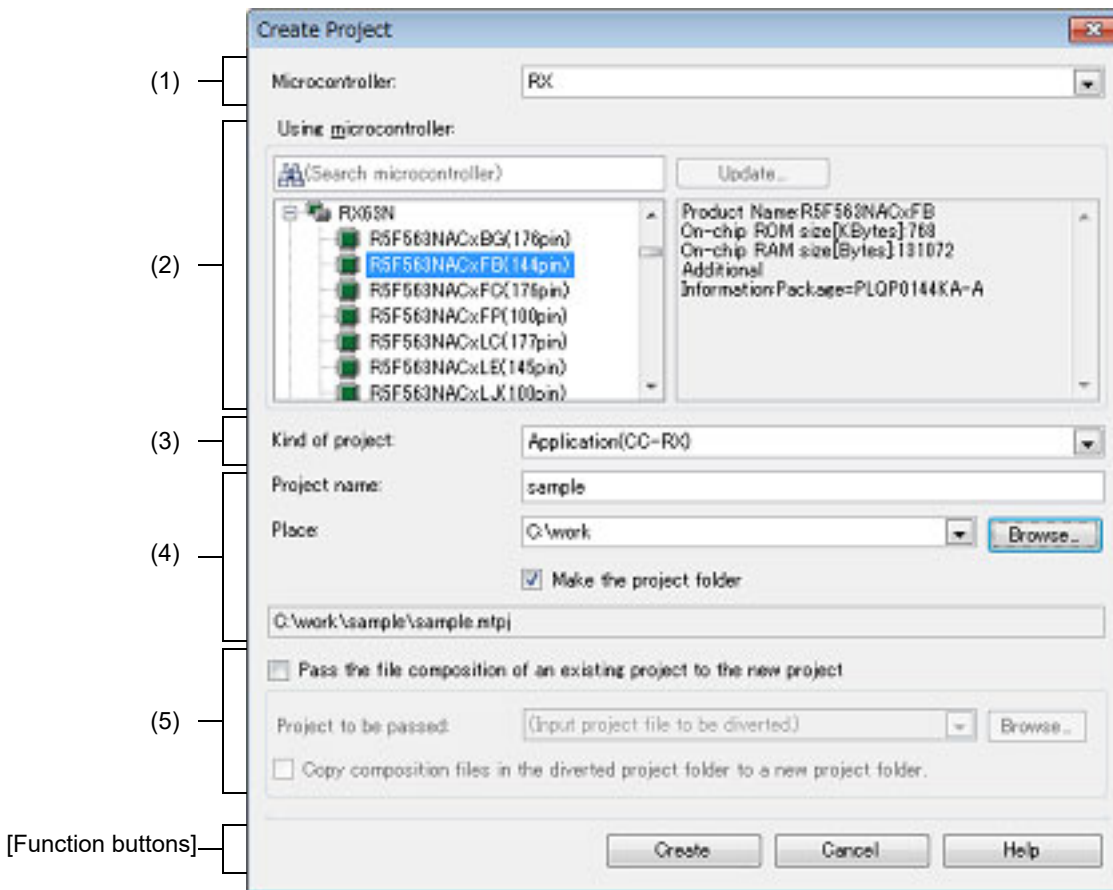 Create Project
(1)
Microcontroller:
RX
Using microcontroller:
(Search microcontroller)
Update...
(2)
RX63N
R5F563NACxBG(176pin)
R5F563NACxFB(144pin)
R5F563NACxFC(176pin)
R5F563NACxFP(100pin)
R5F563NACxLC(177pin)
R5F563NACxLE(145pin)
R5F563NACxLJ(100pin)
Product Name:R5F563NACxFB
On-chip ROM size[KBytes]:768
On-chip RAM size[Bytes]:131072
Additional
Information:Package=PLQP0144KA-A
(3)
Kind of project:
Application(CC-RX)
(4)
Project name:
sample
Place:
C:\work
Browse...
Make the project folder
C:\work\sample\sample.mtpj
(5)
Pass the file composition of an existing project to the new project
Project to be passed:
(Input project file to be diverted.)
Browse...
Copy composition files in the diverted project folder to a new project folder.
[Function buttons]
Create
Cancel
Help